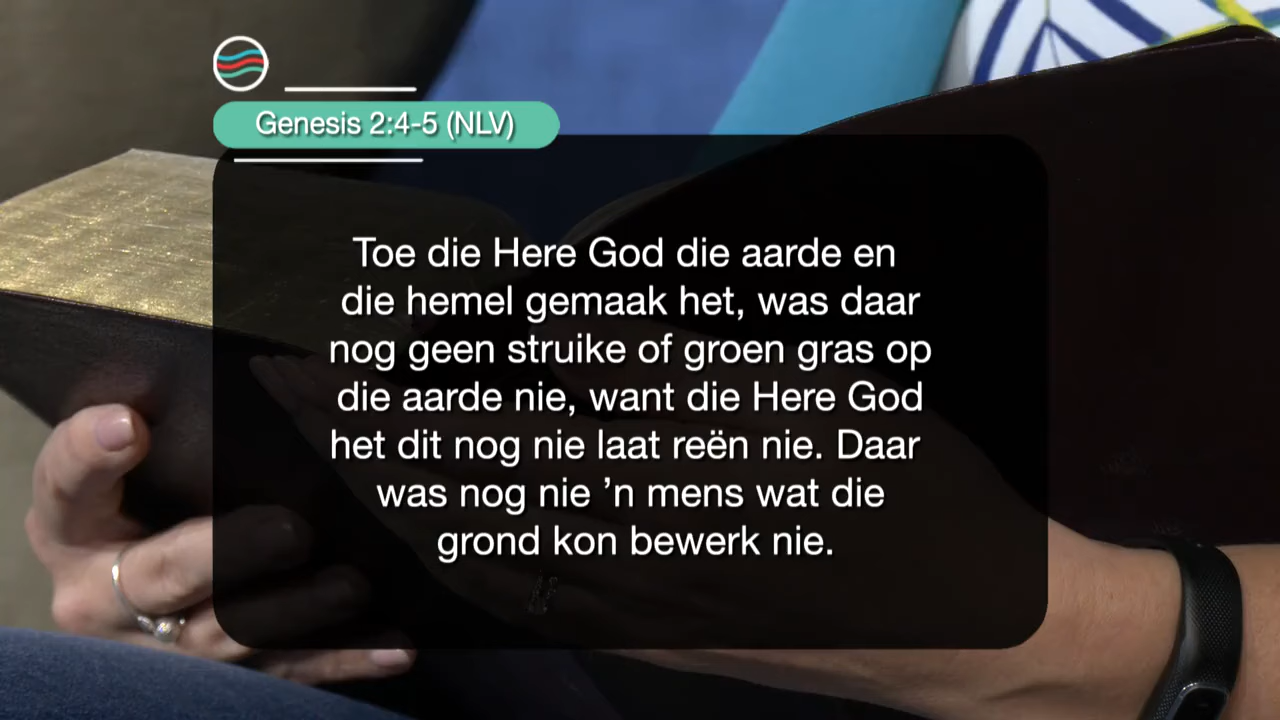 Genesis 2:4-5 (NLV)
Toe die Here God die aarde en
die hemel gemaak het, was daar
nog geen struike of groen gras op
die aarde nie, want die Here God
het dit nog nie laat reën nie. Daar
was nog nie ’n mens wat die
grond kon bewerk nie.